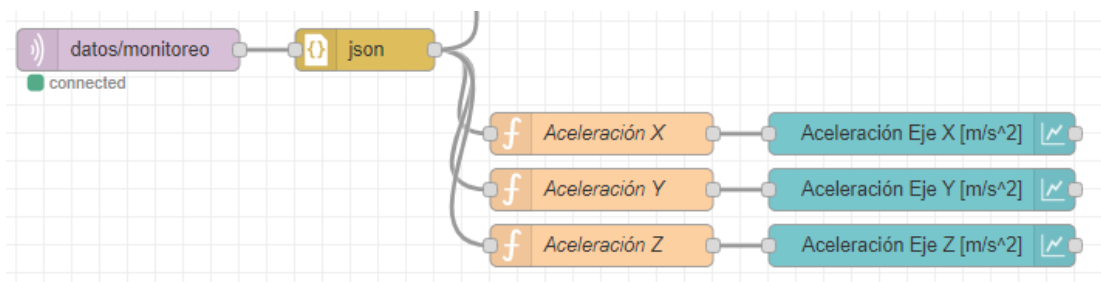 datos/monitoreo
json
connected
Aceleración X
Aceleración Eje X [m/s^2]
Aceleración Y
Aceleración Eje Y [m/s^2]
Aceleración Z
Aceleración Eje Z [m/s^2]